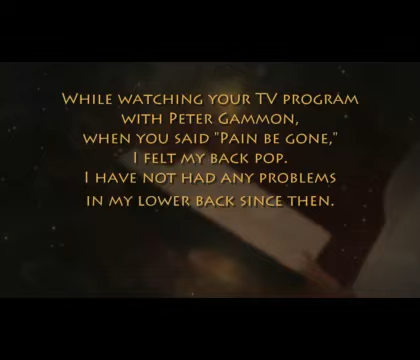 While watching your TV program
with Peter Gammon,
when you said "Pain be gone,"
I felt my back pop.
I have not had any problems
in my lower back since then.